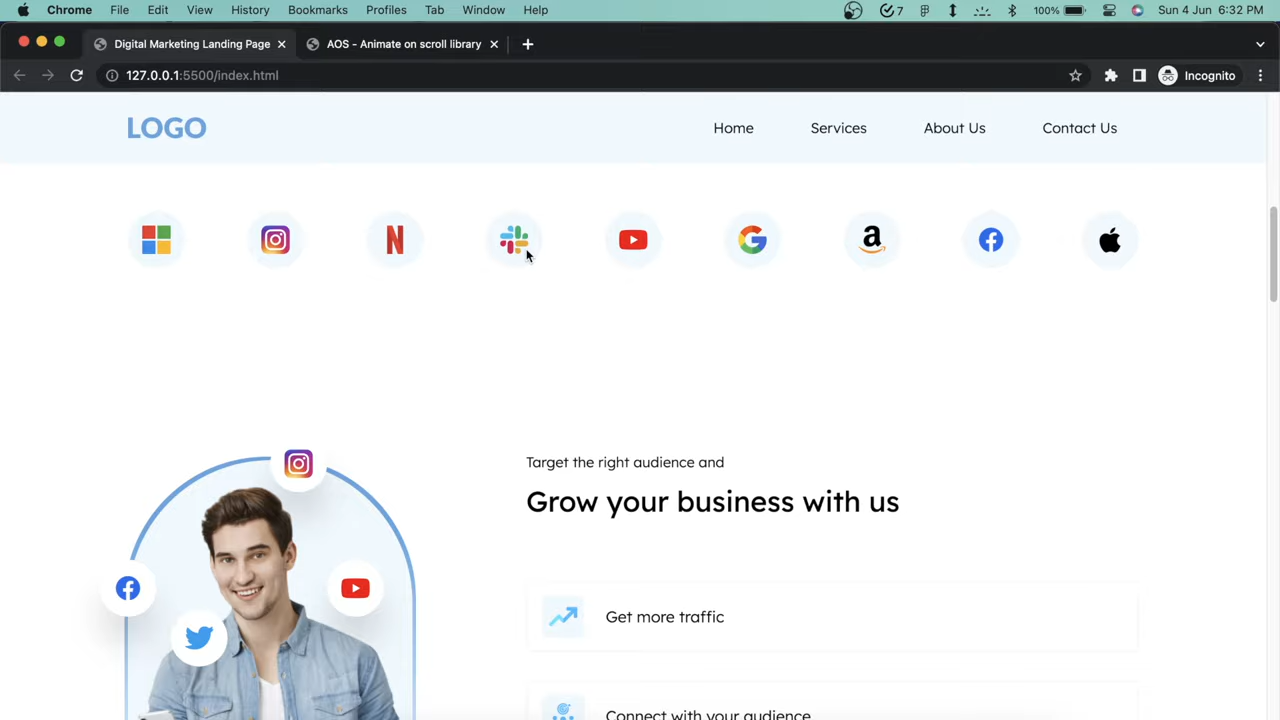 Chrome File Edit View History Bookmarks Profiles Tab Window Help 7 100% Sun 4 Jun 6:32 PM
Digital Marketing Landing Page AOS - Animate on scroll library
127.0.0.1:5500/index.html Incognito
LOGO Home Services About Us Contact Us
Target the right audience and
Grow your business with us
Get more traffic
Connect with your audience